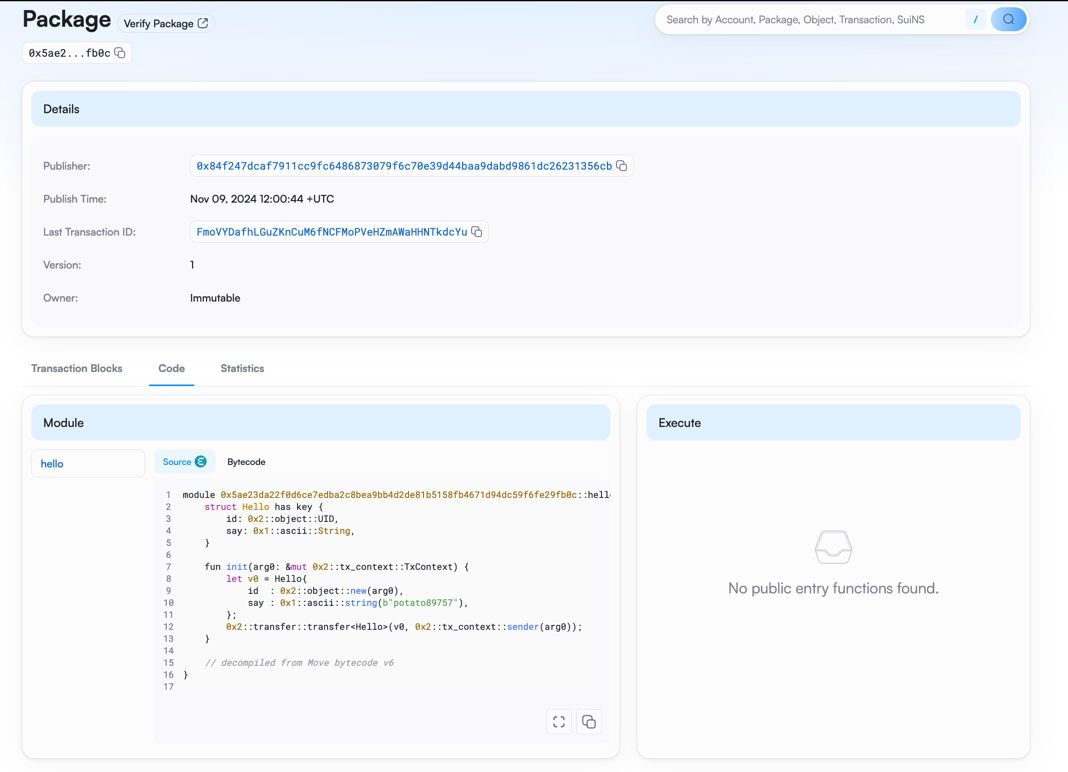 Package Verify Package
Search by Account, Package, Object, Transaction, SuiNS /
0x5ae2...fb0c
Details
Publisher: 0x84f247dcaf7911cc9fc6486873079f6c70e39d44baa9dabd9861dc26231356cb
Publish Time: Nov 09, 2024 12:00:44 +UTC
Last Transaction ID: FmoVYDafhLGuZKnCuM6fNCFMoPVeHZmAWaHHNTkdcYu
Version: 1
Owner: Immutable
Transaction Blocks Code Statistics
Module
hello
Source Bytecode
1 module 0x5ae23da22f0d6ce7edba2c8bea9bb4d2de81b5158fb4671d94dc59f6fe29fb0c::hello
2     struct Hello has key {
3         id: 0x2::object::UID,
4         say: 0x1::ascii::String,
5     }
6
7     fun init(arg0: &mut 0x2::tx_context::TxContext) {
8         let v0 = Hello{
9             id  : 0x2::object::new(arg0),
10             say : 0x1::ascii::string(b"potato89757"),
11         };
12         0x2::transfer::transfer<Hello>(v0, 0x2::tx_context::sender(arg0));
13     }
14
15     // decompiled from Move bytecode v6
16 }
17
Execute
No public entry functions found.